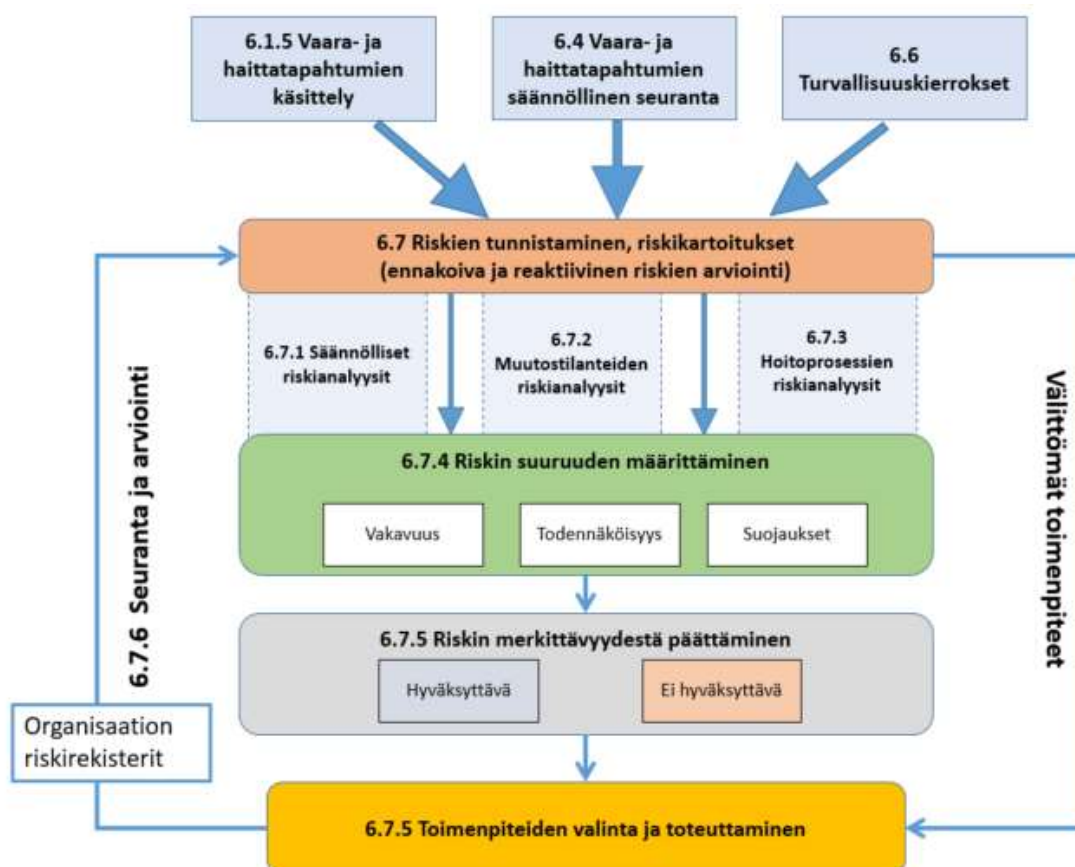 6.1.5 Vaara- ja
haittatapahtumien
käsittely
6.4 Vaara- ja
haittatapahtumien
säännöllinen seuranta
6.6
Turvallisuuskierrokset
6.7 Riskien tunnistaminen, riskikartoitukset
(ennakoiva ja reaktiivinen riskien arviointi)
6.7.1 Säännölliset
riskianalyysit
6.7.2
Muutostilanteiden
riskianalyysit
6.7.3
Hoitoprosessien
riskianalyysit
6.7.4 Riskin suuruuden määrittäminen
Vakavuus
Todennäköisyys
Suojaukset
6.7.5 Riskin merkittävyydestä päättäminen
Hyväksyttävä
Ei hyväksyttävä
6.7.5 Toimenpiteiden valinta ja toteuttaminen
6.7.6 Seuranta ja arviointi
Organisaation
riskirekisterit
Välittömät toimenpiteet